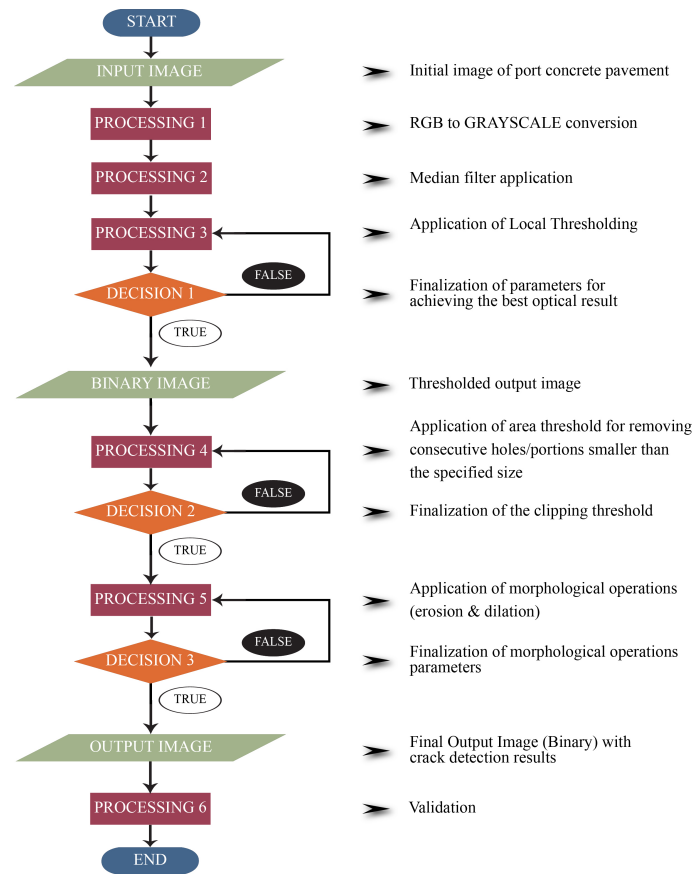 START
INPUT IMAGE
Initial image of port concrete pavement
PROCESSING 1
RGB to GRAYSCALE conversion
PROCESSING 2
Median filter application
PROCESSING 3
Application of Local Thresholding
FALSE
DECISION 1
Finalization of parameters for
achieving the best optical result
TRUE
BINARY IMAGE
Thresholded output image
PROCESSING 4
Application of area threshold for removing
consecutive holes/portions smaller than
the specified size
FALSE
DECISION 2
Finalization of the clipping threshold
TRUE
PROCESSING 5
Application of morphological operations
(erosion & dilation)
FALSE
DECISION 3
Finalization of morphological operations
parameters
TRUE
OUTPUT IMAGE
Final Output Image (Binary) with
crack detection results
PROCESSING 6
Validation
END